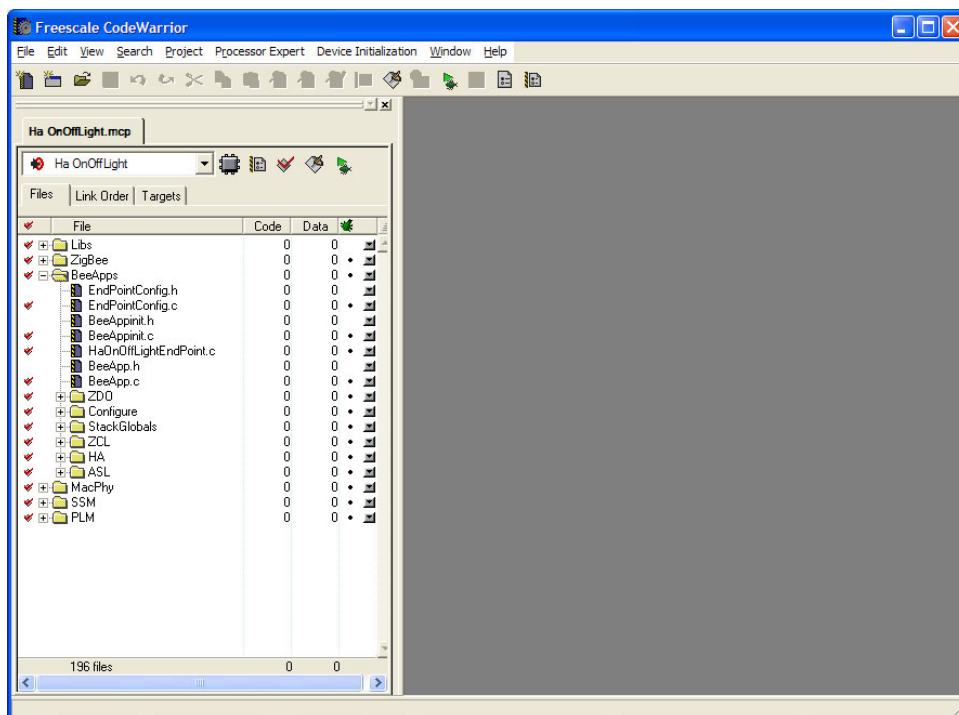 Freescale CodeWarrior
File Edit View Search Project Processor Expert Device Initialization Window Help
Ha OnOffLight.mcp
Ha OnOffLight
Files Link Order Targets
File Code Data
Libs 0 0
ZigBee 0 0
BeeApps 0 0
EndPointConfig.h 0 0
EndPointConfig.c 0 0
BeeAppinit.h 0 0
BeeAppinit.c 0 0
HaOnOffLightEndPoint.c 0 0
BeeApp.h 0 0
BeeApp.c 0 0
ZDO 0 0
Configure 0 0
StackGlobals 0 0
ZCL 0 0
HA 0 0
ASL 0 0
MacPhy 0 0
SSM 0 0
PLM 0 0
196 files 0 0